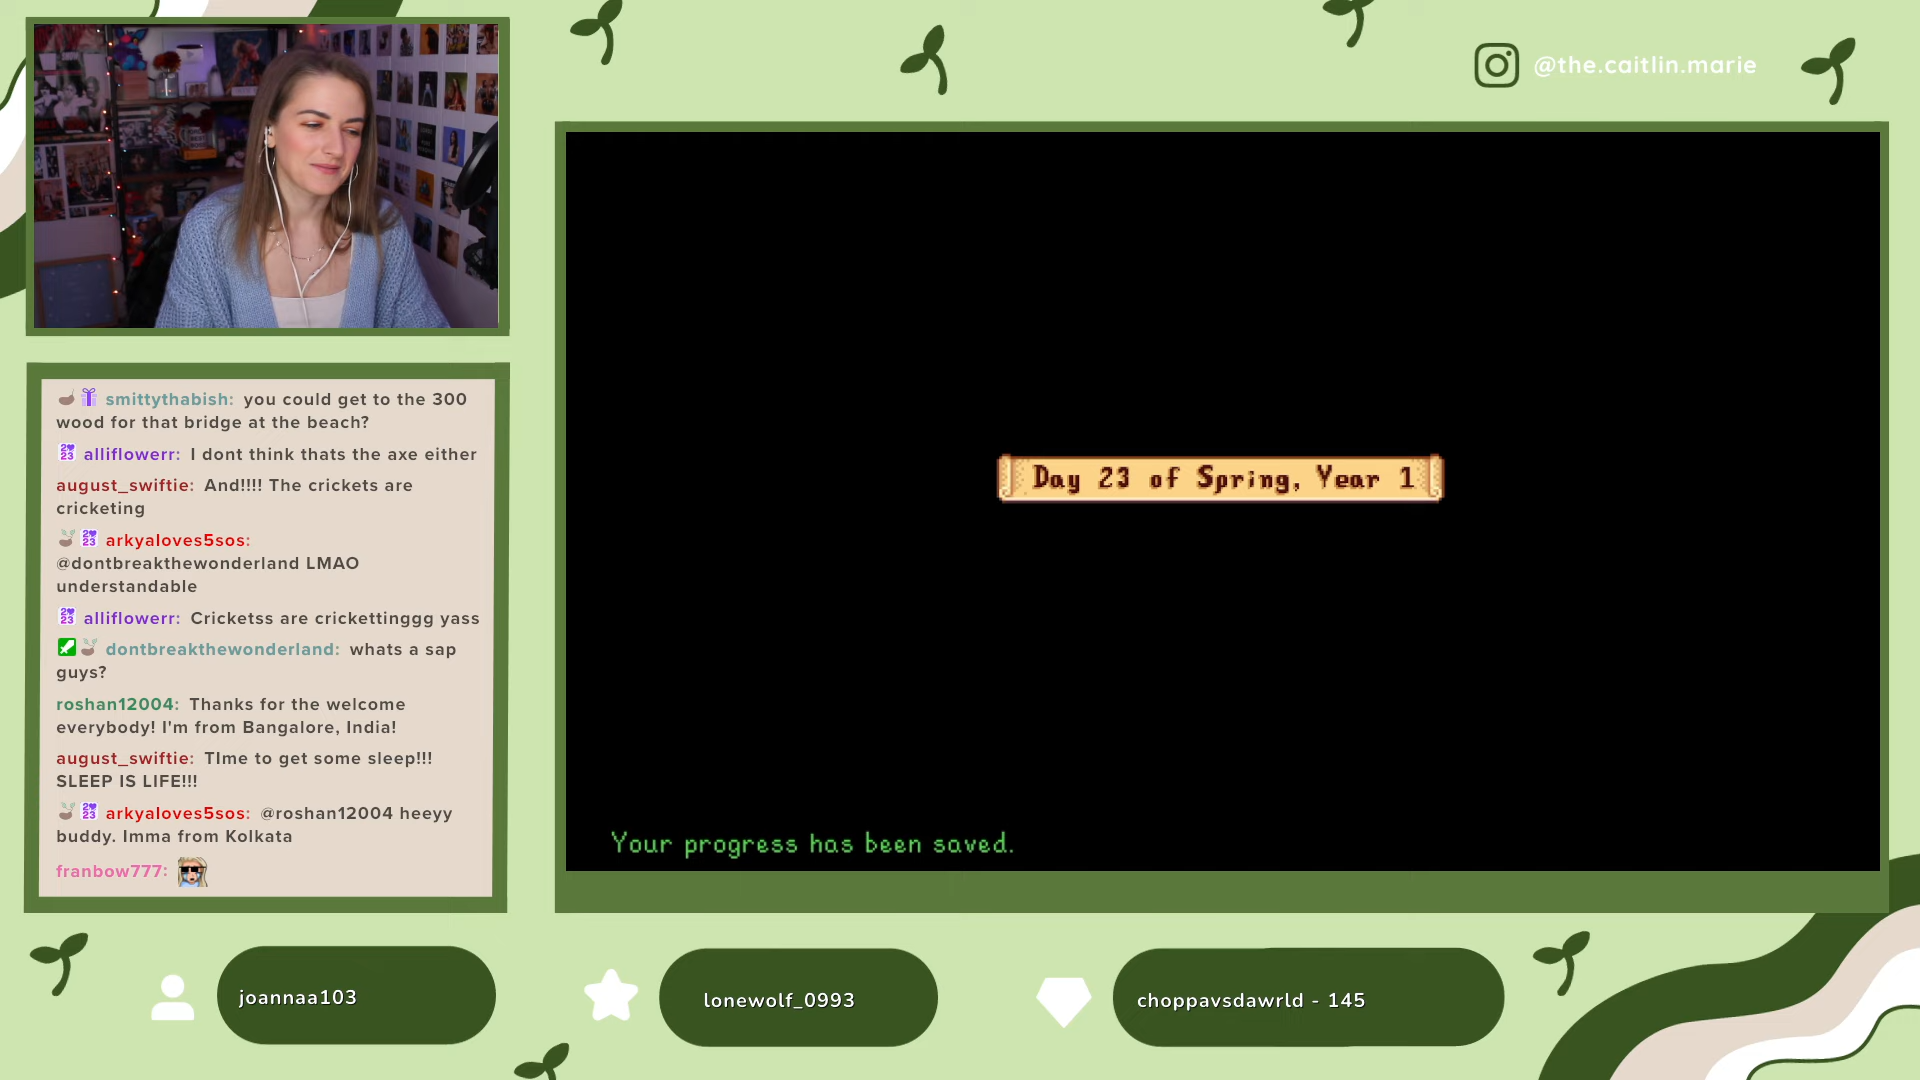 @the.caitlin.marie
smittythabish: you could get to the 300
wood for that bridge at the beach?
alliflowerr: I dont think thats the axe either
august_swiftie: And!!!! The crickets are
cricketing
arkyaloves5sos:
@dontbreakthewonderland LMAO
understandable
alliflowerr: Cricketss are crickettinggg yass
dontbreakthewonderland: whats a sap
guys?
roshan12004: Thanks for the welcome
everybody! I'm from Bangalore, India!
august_swiftie: TIme to get some sleep!!!
SLEEP IS LIFE!!!
arkyaloves5sos: @roshan12004 heeyy
buddy. Imma from Kolkata
franbow777:
Day 23 of Spring, Year 1
Your progress has been saved.
joannaa103
lonewolf_0993
choppavsdawrld - 145